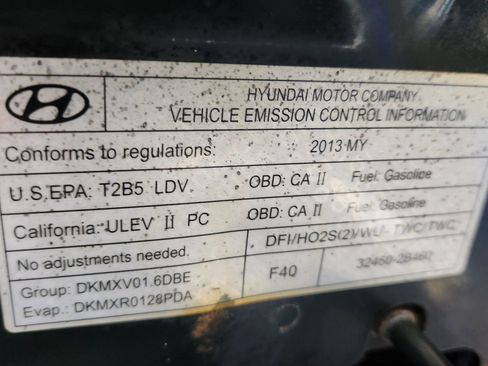 HYUNDAI MOTOR COMPANY
VEHICLE EMISSION CONTROL INFORMATION
Conforms to regulations: 2013 MY
U.S.EPA: T2B5 LDV OBD: CA II Fuel: Gasoline
California: ULEV II PC OBD: CA II Fuel: Gasoline
No adjustments needed. DFI/HO2S(2)/WU-TWC/TWC
Group: DKMXV01.6DBE F40 32460-2B460
Evap.: DKMXR0128PDA